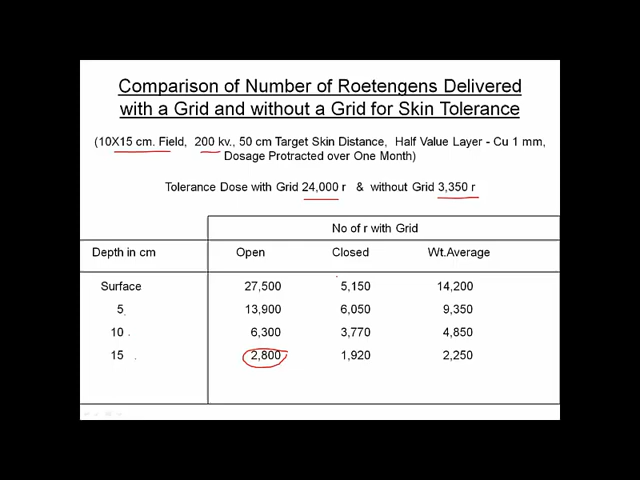 Comparison of Number of Roetengens Delivered
with a Grid and without a Grid for Skin Tolerance
(10X15 cm. Field, 200 kv., 50 cm Target Skin Distance, Half Value Layer - Cu 1 mm,
Dosage Protracted over One Month)
Tolerance Dose with Grid 24,000 r & without Grid 3,350 r
No of r with Grid
Depth in cm Open Closed Wt.Average
Surface 27,500 5,150 14,200
5 13,900 6,050 9,350
10 6,300 3,770 4,850
15 2,800 1,920 2,250